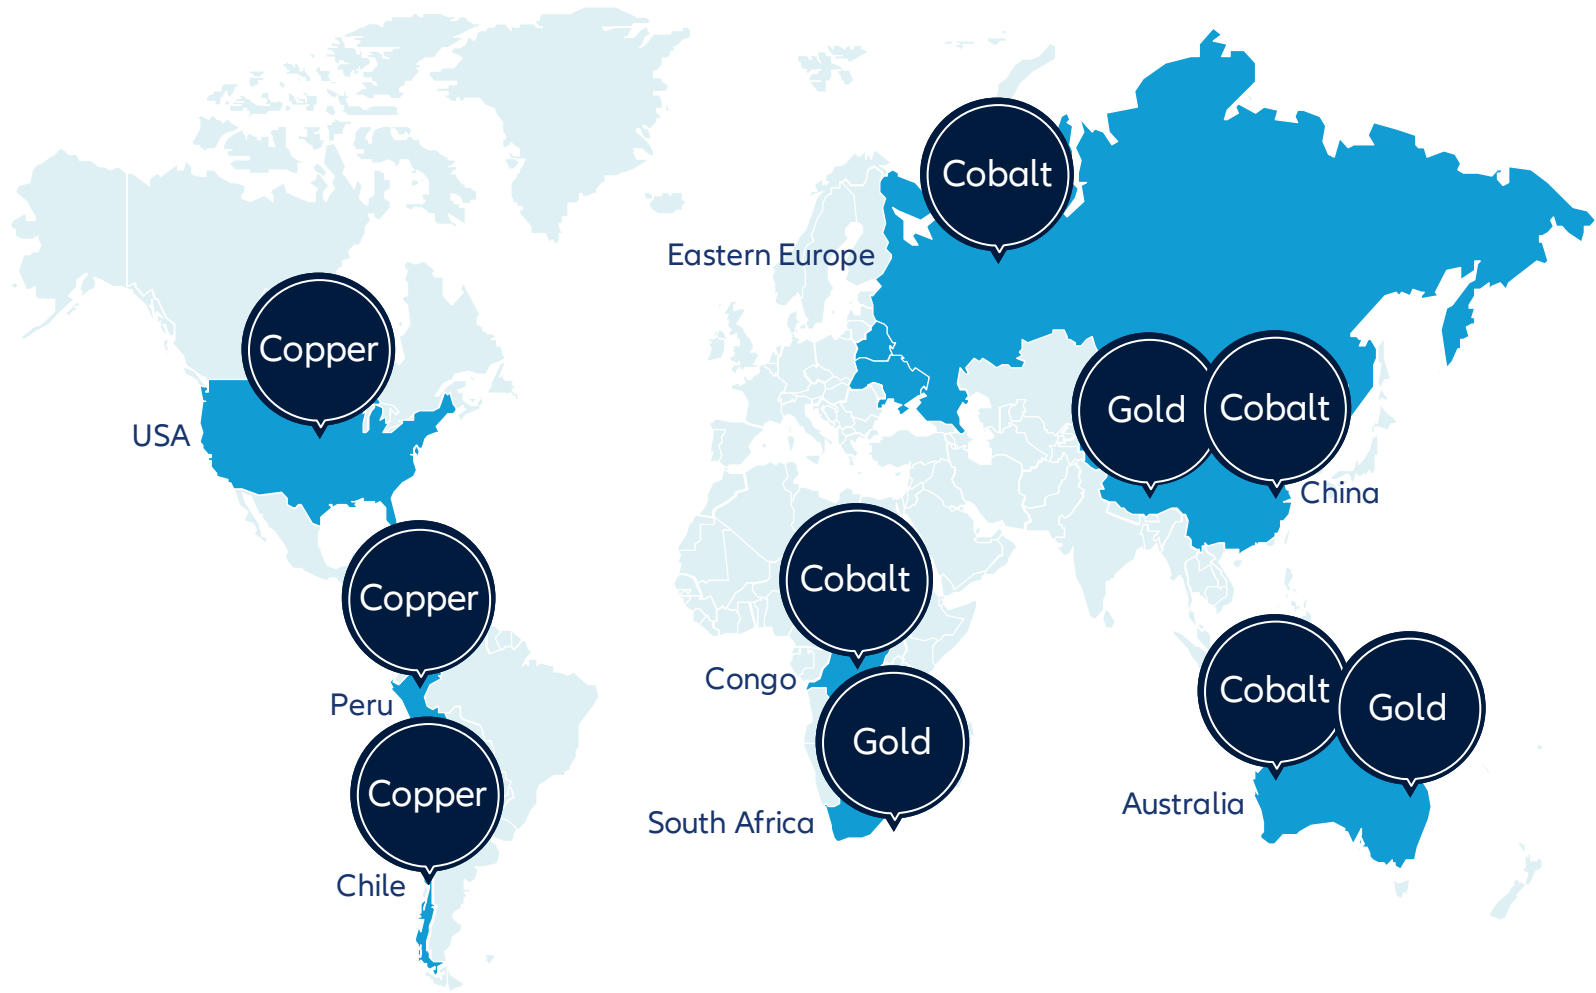 Cobalt
Eastern Europe
Copper
USA
Gold
Cobalt
China
Copper
Peru
Cobalt
Congo
Copper
Chile
Gold
South Africa
Cobalt
Gold
Australia